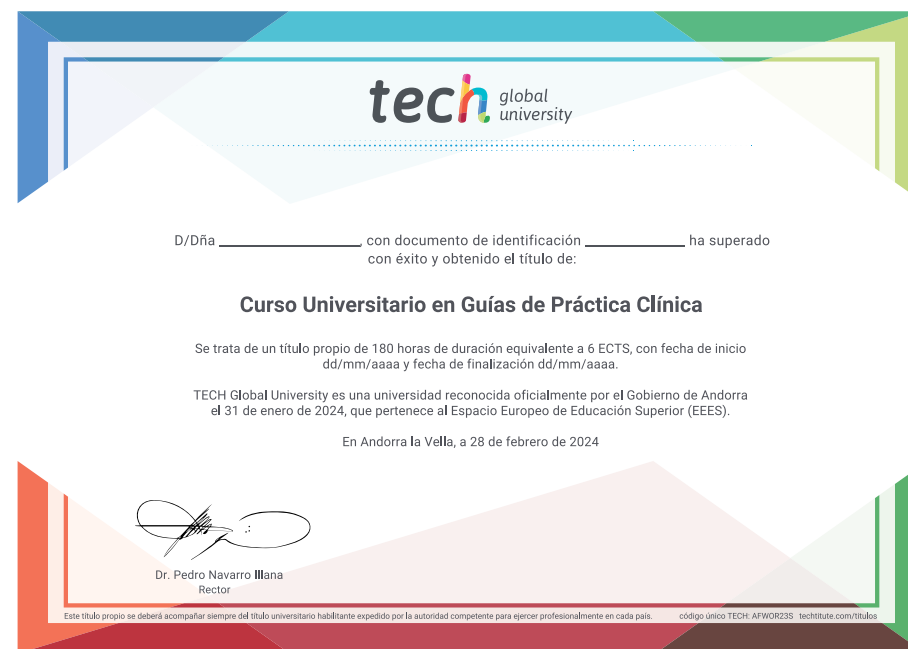 tech global university
D/Dña ____________________, con documento de identificación ______________ ha superado
con éxito y obtenido el título de:
Curso Universitario en Guías de Práctica Clínica
Se trata de un título propio de 180 horas de duración equivalente a 6 ECTS, con fecha de inicio
dd/mm/aaaa y fecha de finalización dd/mm/aaaa.
TECH Global University es una universidad reconocida oficialmente por el Gobierno de Andorra
el 31 de enero de 2024, que pertenece al Espacio Europeo de Educación Superior (EEES).
En Andorra la Vella, a 28 de febrero de 2024
Dr. Pedro Navarro Illana
Rector
Este título propio se deberá acompañar siempre del título universitario habilitante expedido por la autoridad competente para ejercer profesionalmente en cada país. código único TECH: AFWOR23S techtitute.com/titulos